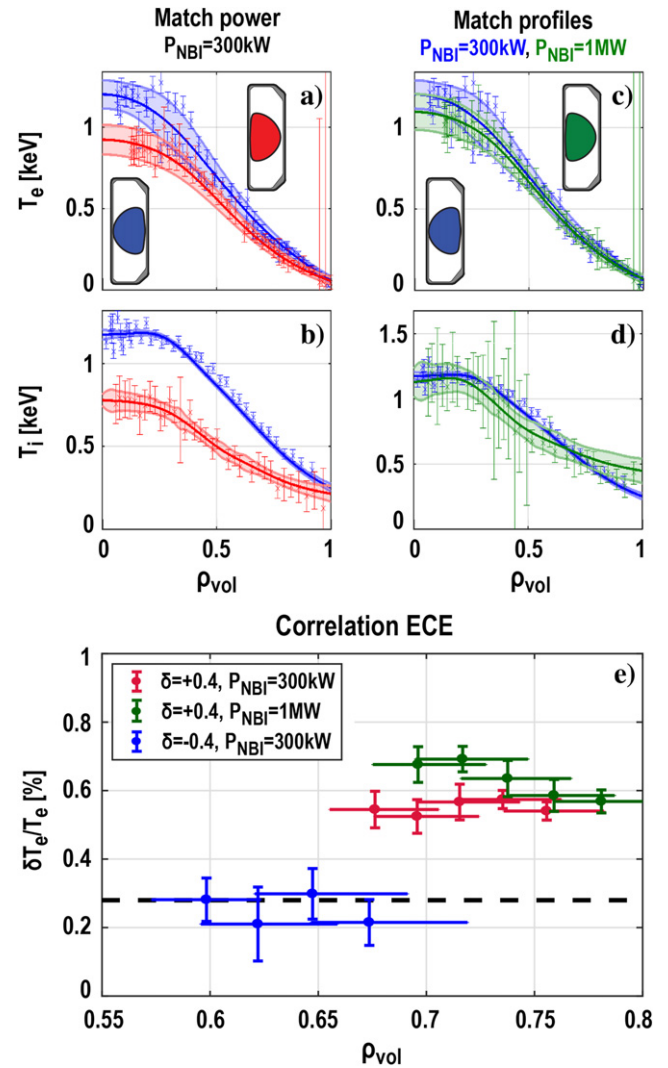 Match power
P_NBI=300kW
Match profiles
P_NBI=300kW, P_NBI=1MW
a)
c)
T_e [keV]
1
0.5
0
1
0.5
0
b)
d)
T_i [keV]
1
0.5
0
1.5
1
0.5
0
0
0.5
1
0
0.5
1
ρ_vol
ρ_vol
Correlation ECE
e)
δ=+0.4, P_NBI=300kW
δ=+0.4, P_NBI=1MW
δ=-0.4, P_NBI=300kW
δT_e/T_e [%]
1
0.8
0.6
0.4
0.2
0
0.55
0.6
0.65
0.7
0.75
0.8
ρ_vol